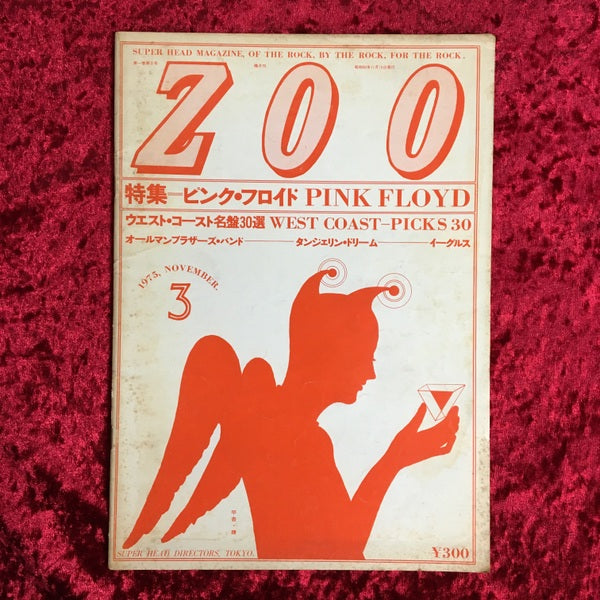 SUPER HEAD MAGAZINE, OF THE ROCK, BY THE ROCK, FOR THE ROCK.
ZOO
特集―ピンク・フロイド PINK FLOYD
ウエスト・コースト名盤30選 WEST COAST-PICKS 30
オールマンブラザーズ・バンド―タンジェリン・ドリーム―イーグルス
1975, NOVEMBER.
3
SUPER HEAD DIRECTORS, TOKYO.
¥300